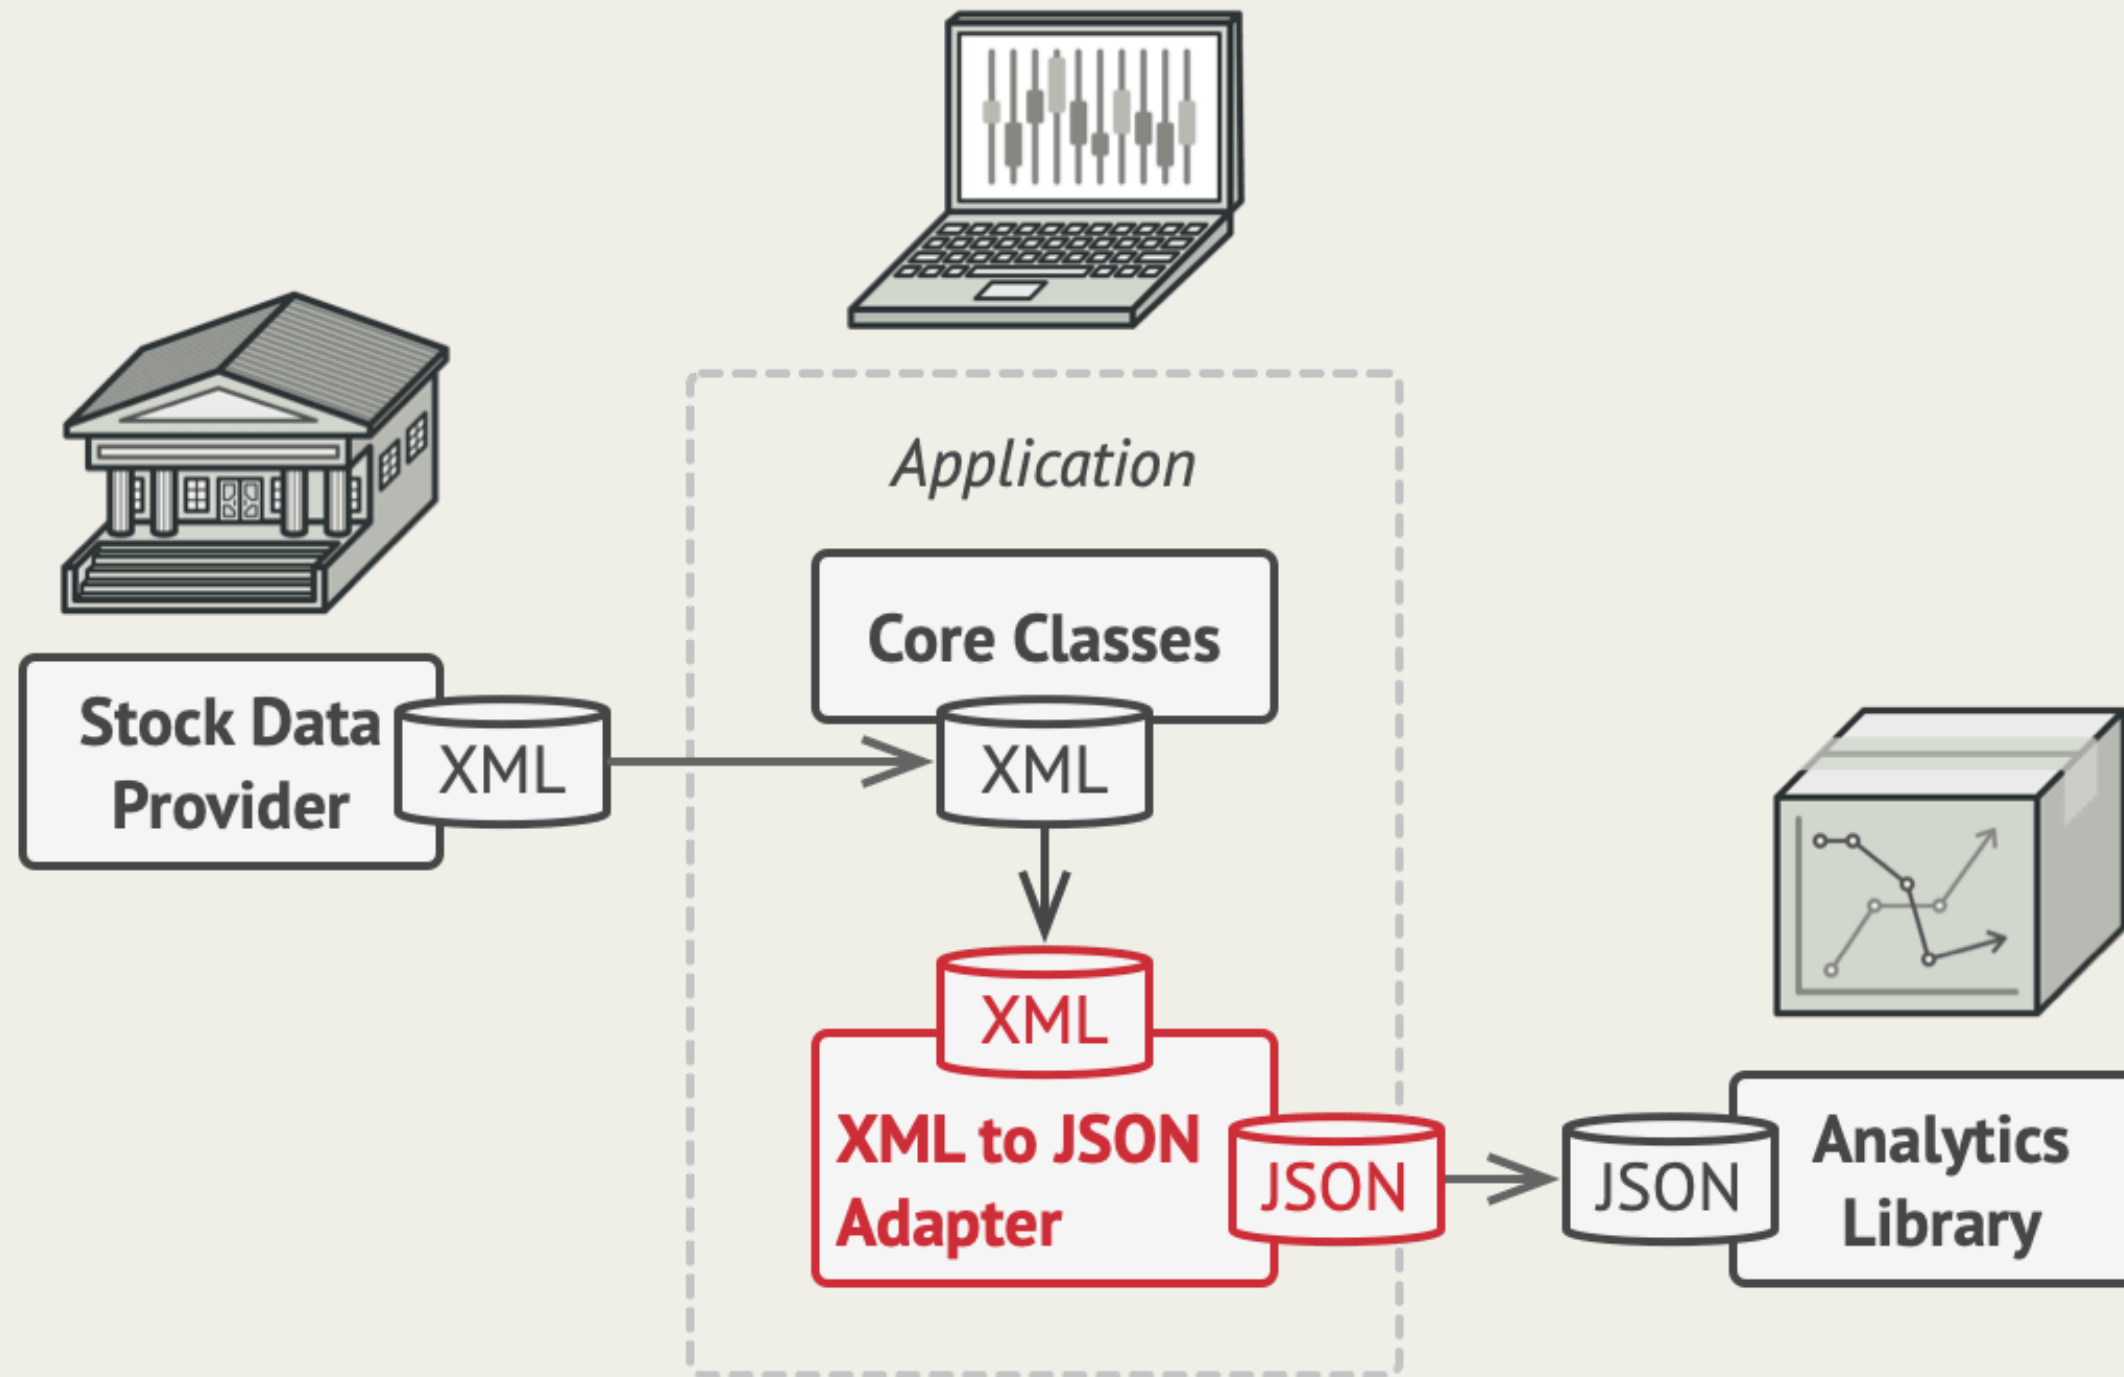 Application
Core Classes
Stock Data
Provider
XML
XML
XML
XML to JSON
Adapter
JSON
JSON
Analytics
Library